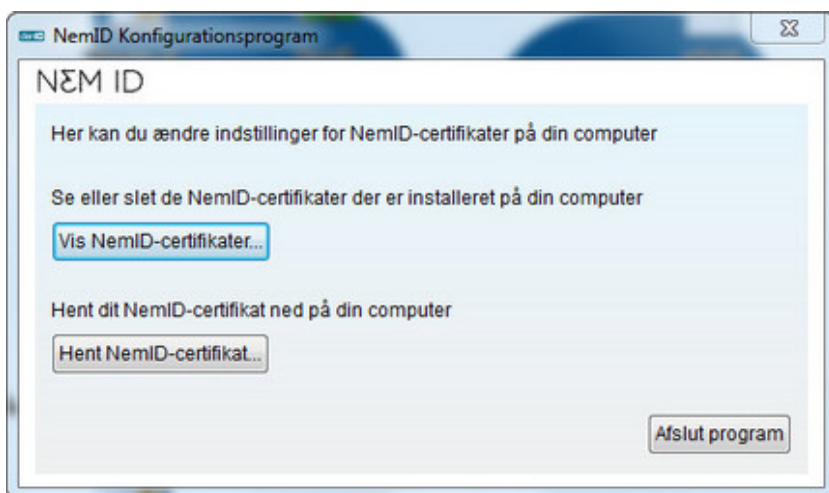 NemID Konfigurationsprogram
NEM ID
Her kan du ændre indstillinger for NemID-certifikater på din computer
Se eller slet de NemID-certifikater der er installeret på din computer
Vis NemID-certifikater...
Hent dit NemID-certifikat ned på din computer
Hent NemID-certifikat...
Afslut program